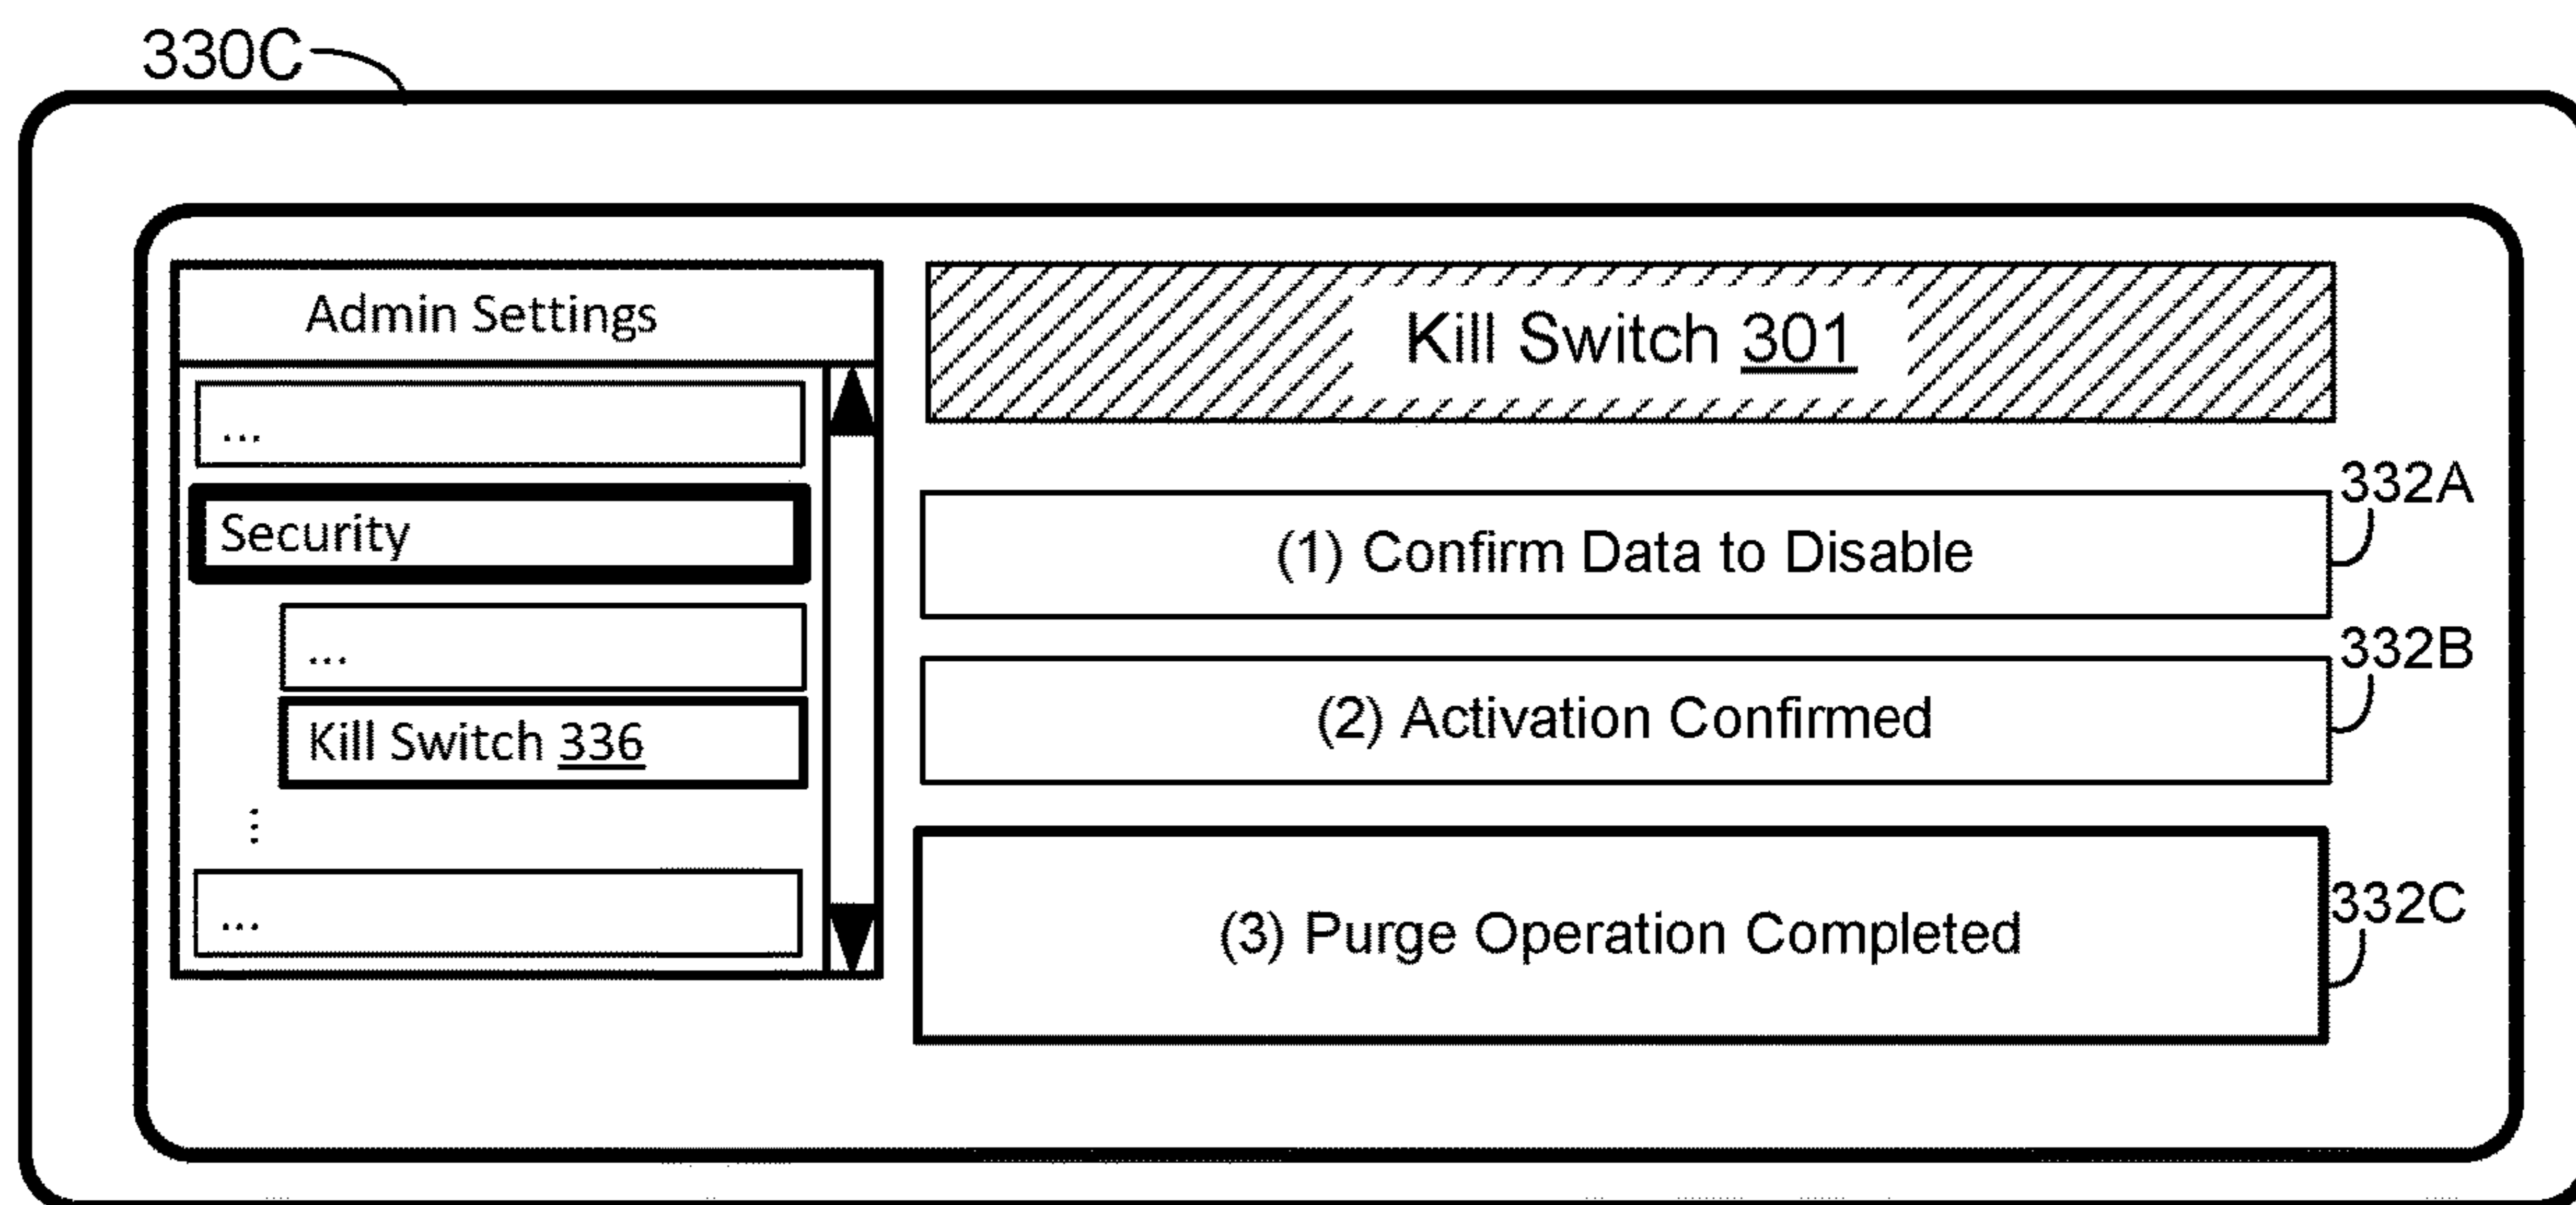 330C
Admin Settings
...
Security
...
Kill Switch 336
⋮
...
Kill Switch 301
332A
(1) Confirm Data to Disable
332B
(2) Activation Confirmed
332C
(3) Purge Operation Completed